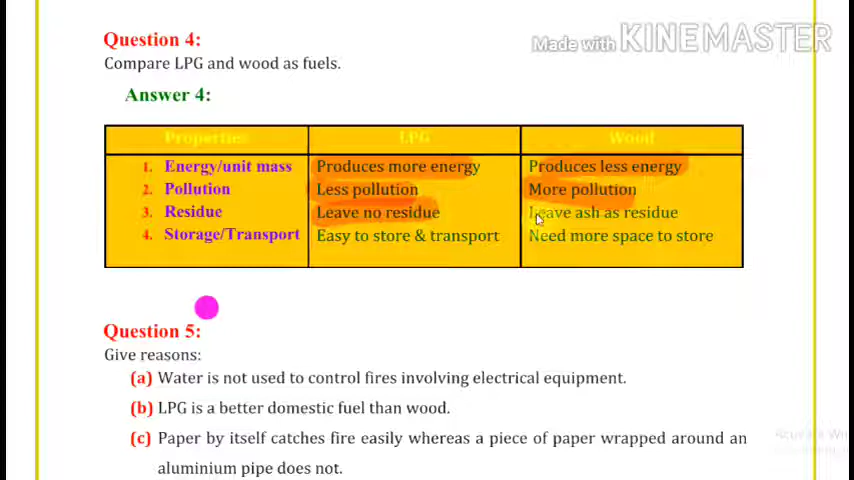 Made with KINEMASTER
Question 4:
Compare LPG and wood as fuels.
Answer 4:
Properties LPG Wood
1. Energy/unit mass Produces more energy Produces less energy
2. Pollution Less pollution More pollution
3. Residue Leave no residue Leave ash as residue
4. Storage/Transport Easy to store & transport Need more space to store
Question 5:
Give reasons:
(a) Water is not used to control fires involving electrical equipment.
(b) LPG is a better domestic fuel than wood.
(c) Paper by itself catches fire easily whereas a piece of paper wrapped around an
aluminium pipe does not.